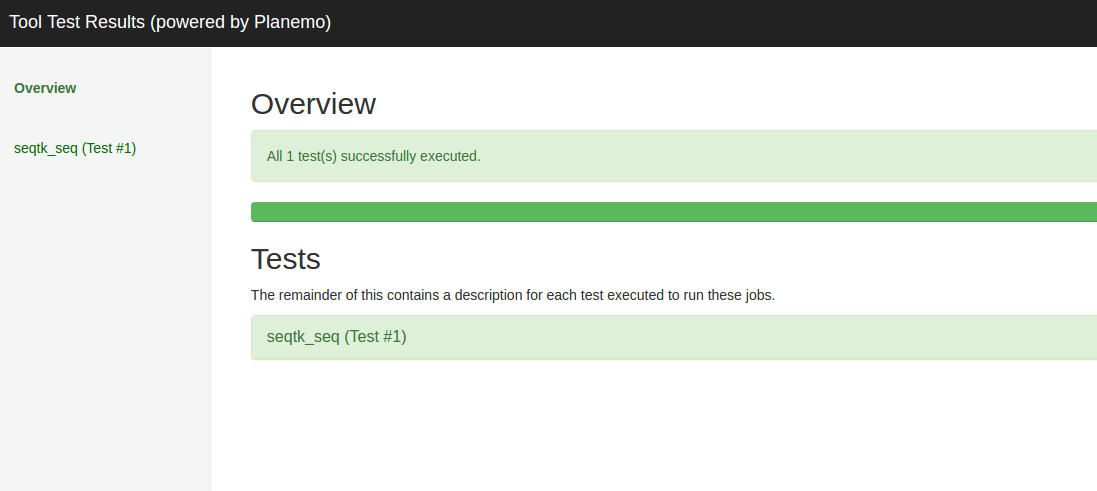 Tool Test Results (powered by Planemo)
Overview
seqtk_seq (Test #1)
Overview
All 1 test(s) successfully executed.
Tests
The remainder of this contains a description for each test executed to run these jobs.
seqtk_seq (Test #1)